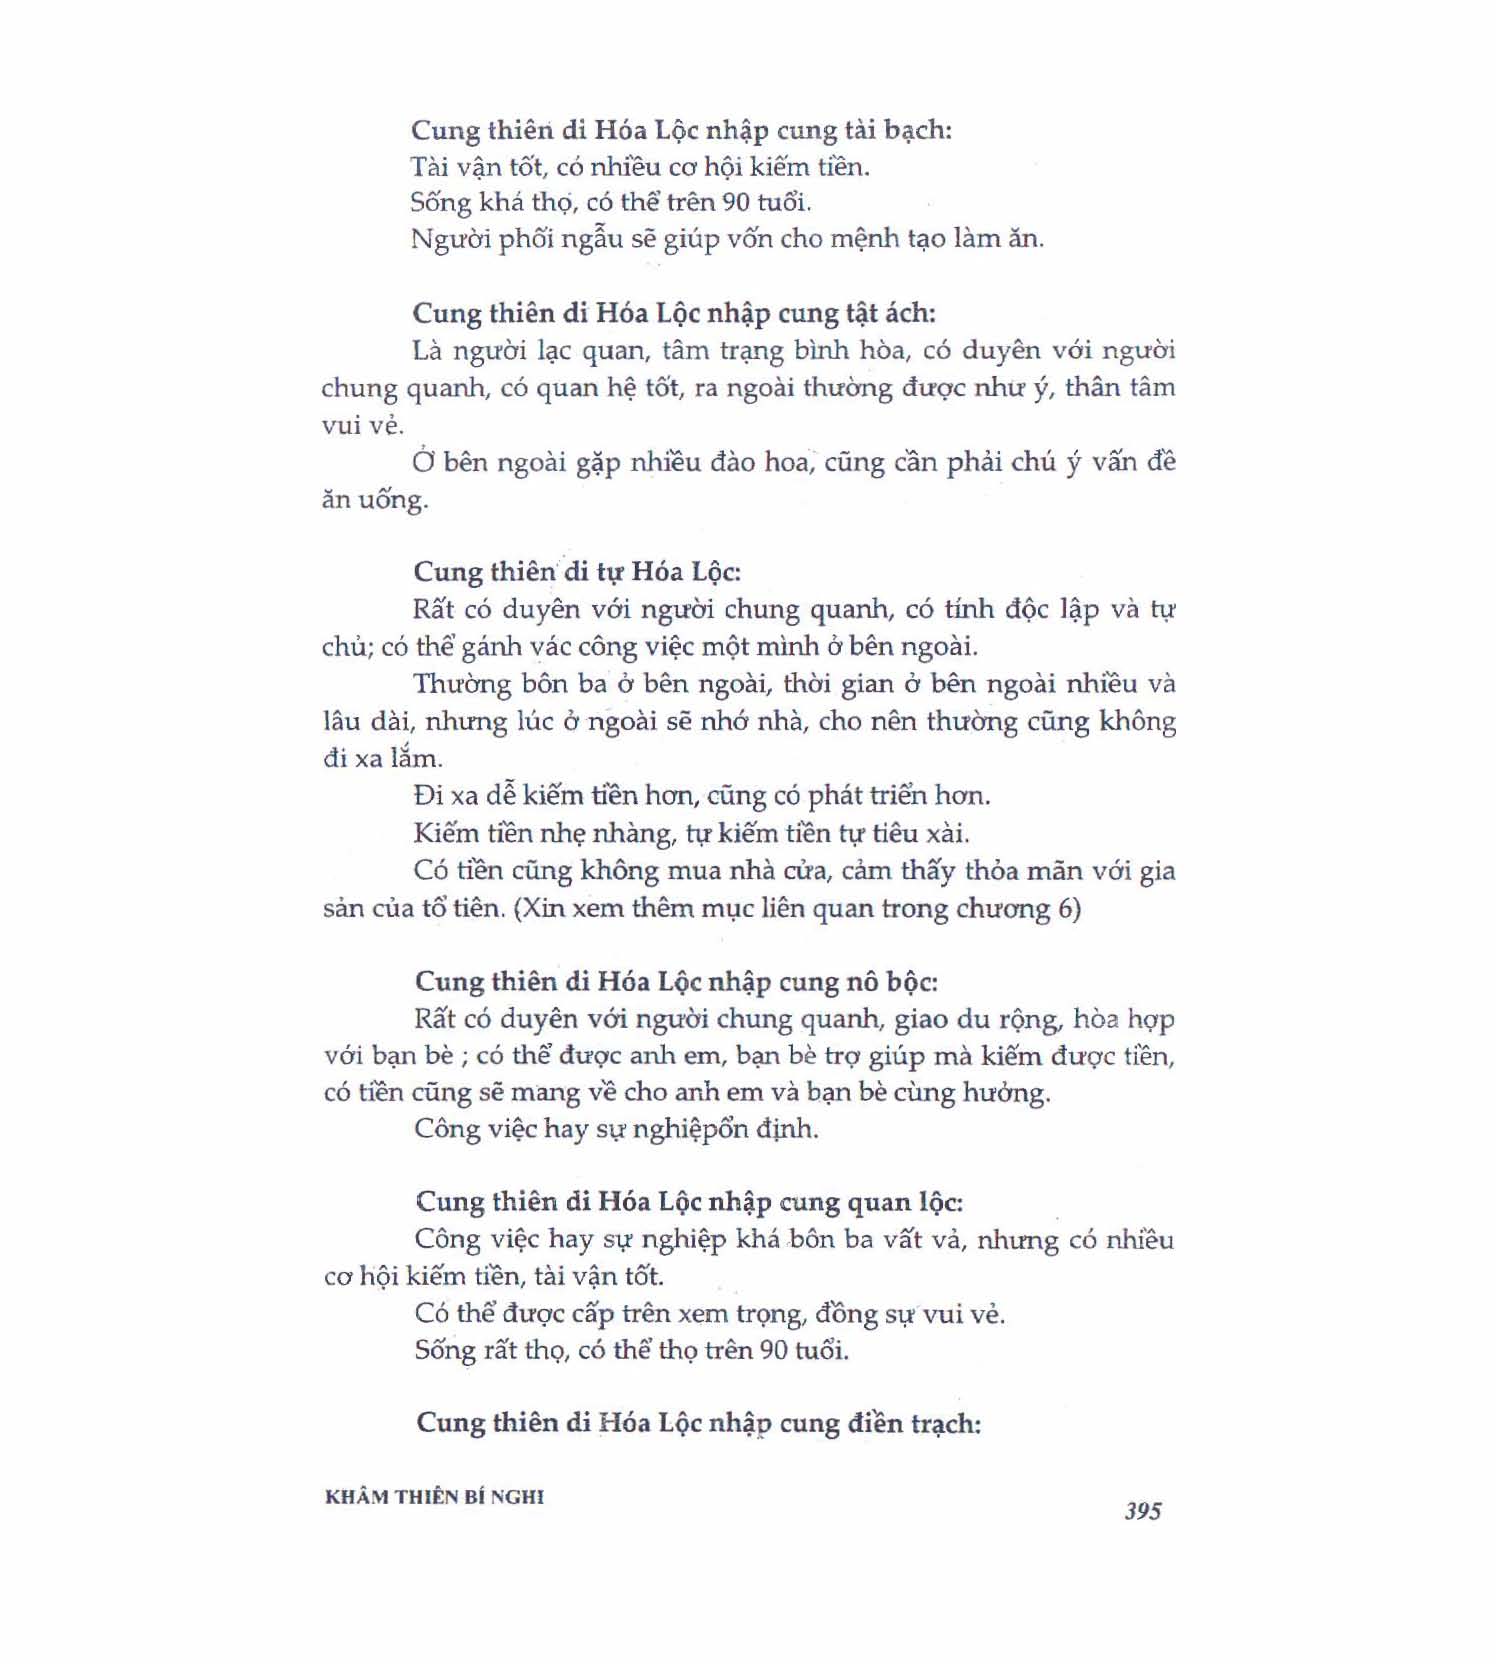 Cung thiên di Hóa Lộc nhập cung tài bạch:
Tài vận tốt, có nhiều cơ hội kiếm tiền.
Sống khá thọ, có thể trên 90 tuổi.
Người phối ngẫu sẽ giúp vốn cho mệnh tạo làm ăn.
Cung thiên di Hóa Lộc nhập cung tật ách:
Là người lạc quan, tâm trạng bình hòa, có duyên với người
chung quanh, có quan hệ tốt, ra ngoài thường được như ý, thân tâm
vui vẻ.
Ở bên ngoài gặp nhiều đào hoa, cũng cần phải chú ý vấn đề
ăn uống.
Cung thiên di tự Hóa Lộc:
Rất có duyên với người chung quanh, có tính độc lập và tự
chủ; có thể gánh vác công việc một mình ở bên ngoài.
Thường bôn ba ở bên ngoài, thời gian ở bên ngoài nhiều và
lâu dài, nhưng lúc ở ngoài sẽ nhớ nhà, cho nên thường cũng không
đi xa lắm.
Đi xa dễ kiếm tiền hơn, cũng có phát triển hơn.
Kiếm tiền nhẹ nhàng, tự kiếm tiền tự tiêu xài.
Có tiền cũng không mua nhà cửa, cảm thấy thỏa mãn với gia
sản của tổ tiên. (Xin xem thêm mục liên quan trong chương 6)
Cung thiên di Hóa Lộc nhập cung nô bộc:
Rất có duyên với người chung quanh, giao du rộng, hòa hợp
với bạn bè ; có thể được anh em, bạn bè trợ giúp mà kiếm được tiền,
có tiền cũng sẽ mang về cho anh em và bạn bè cùng hưởng.
Công việc hay sự nghiệpổn định.
Cung thiên di Hóa Lộc nhập cung quan lộc:
Công việc hay sự nghiệp khá bôn ba vất vả, nhưng có nhiều
cơ hội kiếm tiền, tài vận tốt.
Có thể được cấp trên xem trọng, đồng sự vui vẻ.
Sống rất thọ, có thể thọ trên 90 tuổi.
Cung thiên di Hóa Lộc nhập cung điền trạch:
KHÂM THIÊN BÍ NGHI
395